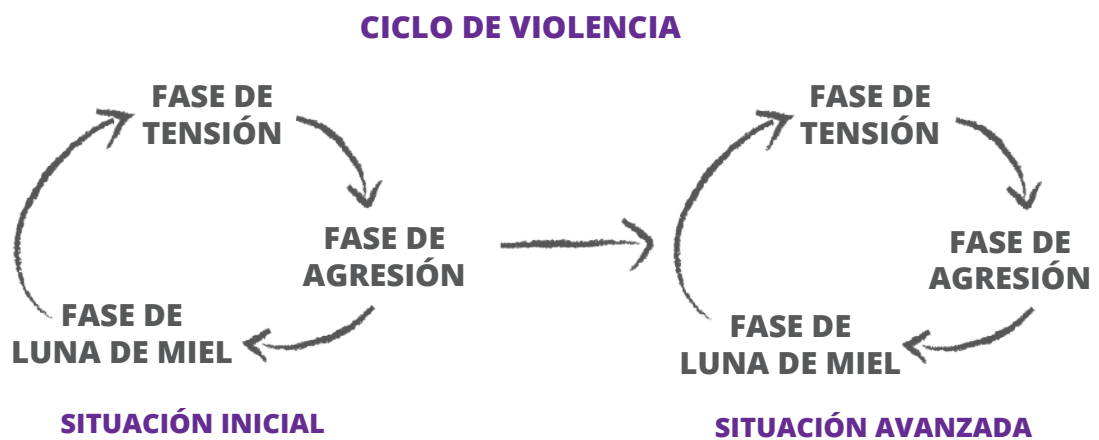 CICLO DE VIOLENCIA
FASE DE
TENSIÓN
FASE DE
AGRESIÓN
FASE DE
LUNA DE MIEL
SITUACIÓN INICIAL
FASE DE
TENSIÓN
FASE DE
AGRESIÓN
FASE DE
LUNA DE MIEL
SITUACIÓN AVANZADA